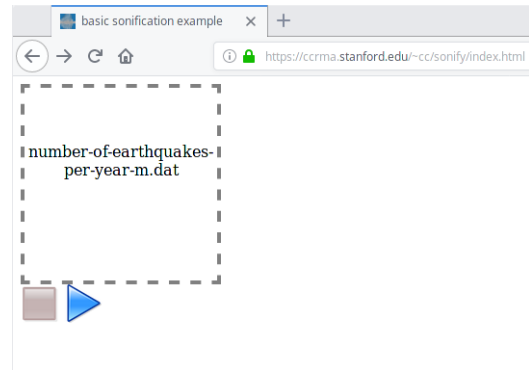 basic sonification example
https://ccrma.stanford.edu/~cc/sonify/index.html
number-of-earthquakes-
per-year-m.dat